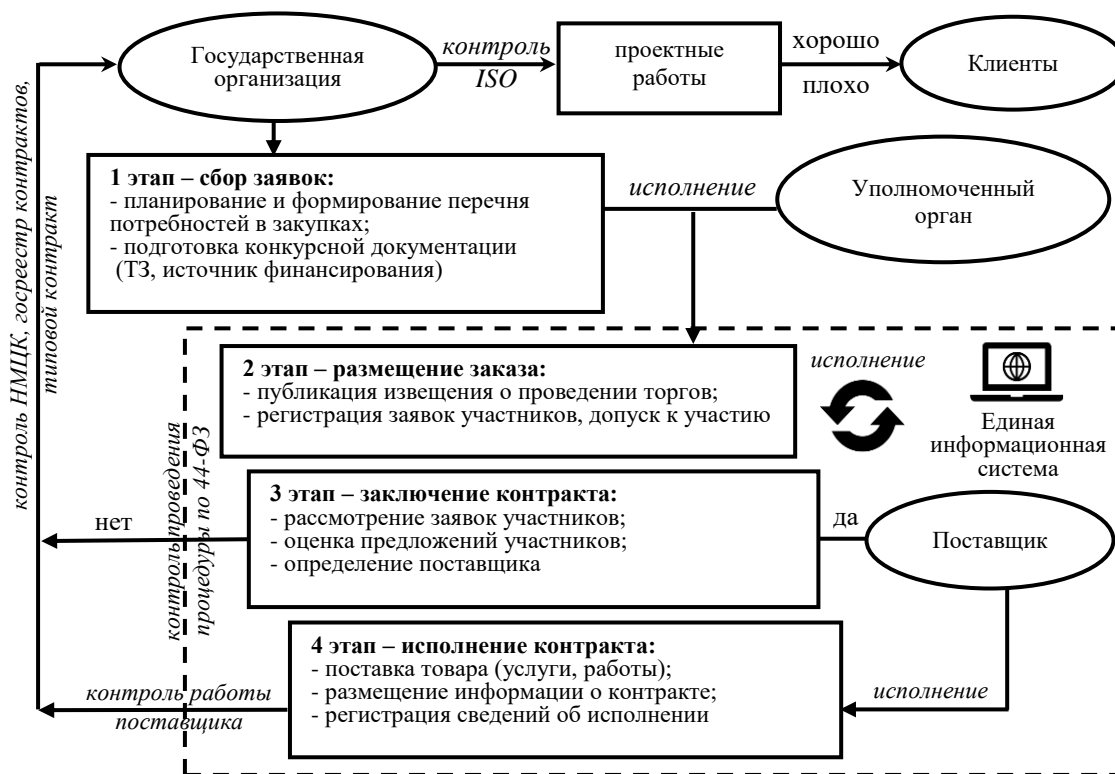 Государственная
организация
контроль
ISO
проектные
работы
хорошо
плохо
Клиенты
контроль НМЦК, госреестр контрактов,
типовой контракт
1 этап – сбор заявок:
- планирование и формирование перечня
потребностей в закупках;
- подготовка конкурсной документации
(ТЗ, источник финансирования)
исполнение
Уполномоченный
орган
2 этап – размещение заказа:
- публикация извещения о проведении торгов;
- регистрация заявок участников, допуск к участию
исполнение
Единая
информационная
система
контроль проведения
процедуры по 44-ФЗ
3 этап – заключение контракта:
- рассмотрение заявок участников;
- оценка предложений участников;
- определение поставщика
нет
да
Поставщик
4 этап – исполнение контракта:
- поставка товара (услуги, работы);
- размещение информации о контракте;
- регистрация сведений об исполнении
контроль работы
поставщика
исполнение